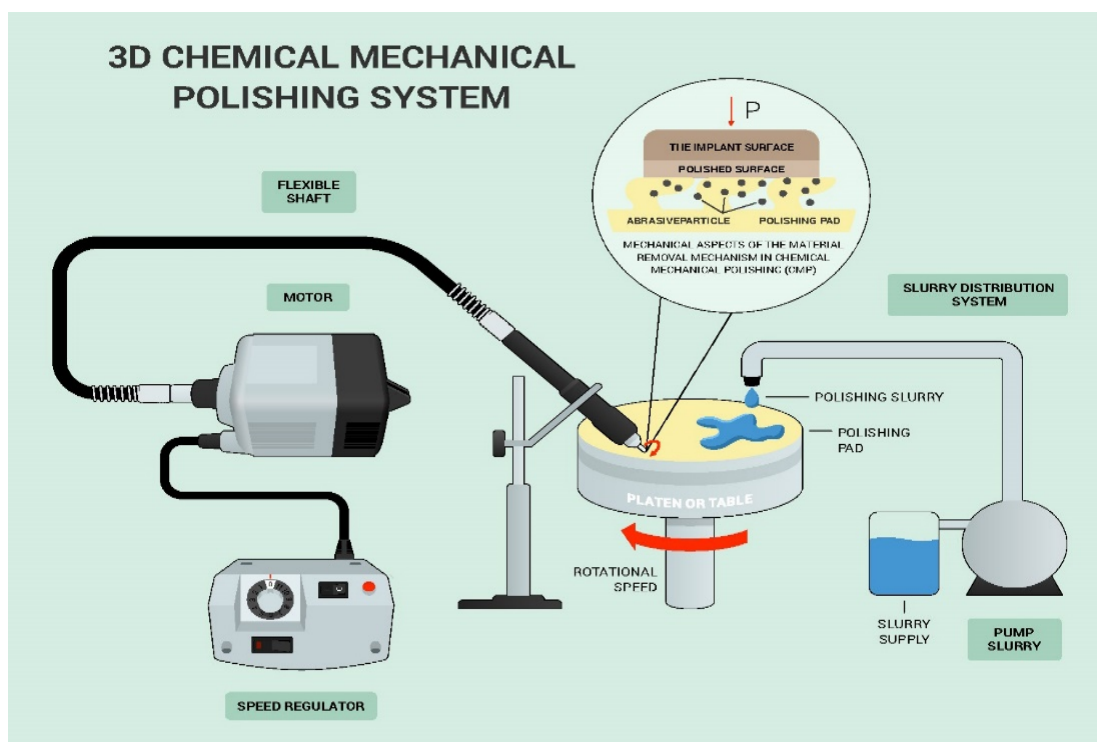 3D CHEMICAL MECHANICAL
POLISHING SYSTEM
P
THE IMPLANT SURFACE
POLISHED SURFACE
ABRASIVEPARTICLE
POLISHING PAD
MECHANICAL ASPECTS OF THE MATERIAL
REMOVAL MECHANISM IN CHEMICAL
MECHANICAL POLISHING (CMP)
FLEXIBLE
SHAFT
MOTOR
SLURRY DISTRIBUTION
SYSTEM
POLISHING SLURRY
POLISHING
PAD
PLATEN OR TABLE
ROTATIONAL
SPEED
SLURRY
SUPPLY
PUMP
SLURRY
0
SPEED REGULATOR